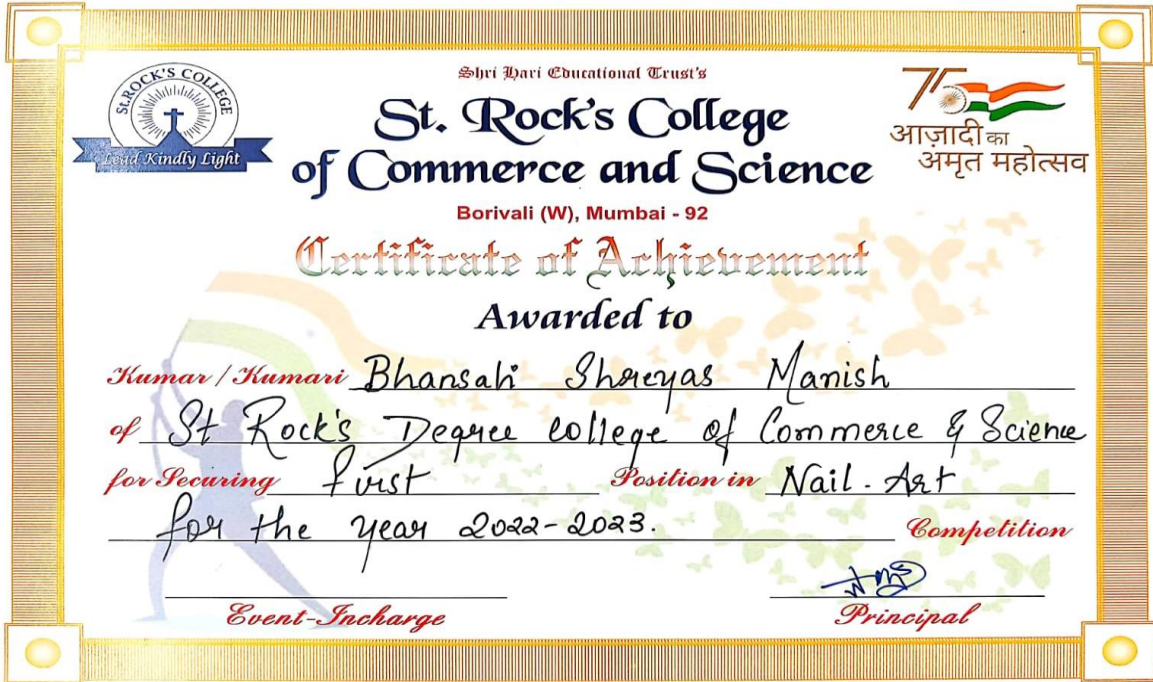 Shri Hari Educational Trust's
ST.ROCK'S COLLEGE
Lead Kindly Light
St. Rock's College
of Commerce and Science
75
आज़ादी का
अमृत महोत्सव
Borivali (W), Mumbai - 92
Certificate of Achievement
Awarded to
Kumar / Kumari Bhansali Shreyas Manish
of St Rock's Degree college of Commerce & Science
for Securing first Position in Nail - Art
for the year 2022-2023. Competition
Event-Incharge Principal